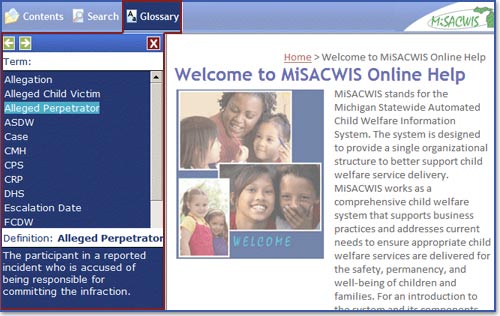 Contents Search Glossary
MiSACWIS
Term:
Allegation
Alleged Child Victim
Alleged Perpetrator
ASDW
Case
CMH
CPS
CRP
DHS
Escalation Date
FCDW
Definition: Alleged Perpetrator
The participant in a reported
incident who is accused of
being responsible for
committing the infraction.
Home > Welcome to MiSACWIS Online Help
Welcome to MiSACWIS Online Help
WELCOME
MiSACWIS stands for the
Michigan Statewide Automated
Child Welfare Information
System. The system is designed
to provide a single organizational
structure to better support child
welfare service delivery.
MiSACWIS works as a
comprehensive child welfare
system that supports business
practices and addresses current
needs to ensure appropriate child
welfare services are delivered for
the safety, permanency, and
well-being of children and
families. For an introduction to
the system and its components